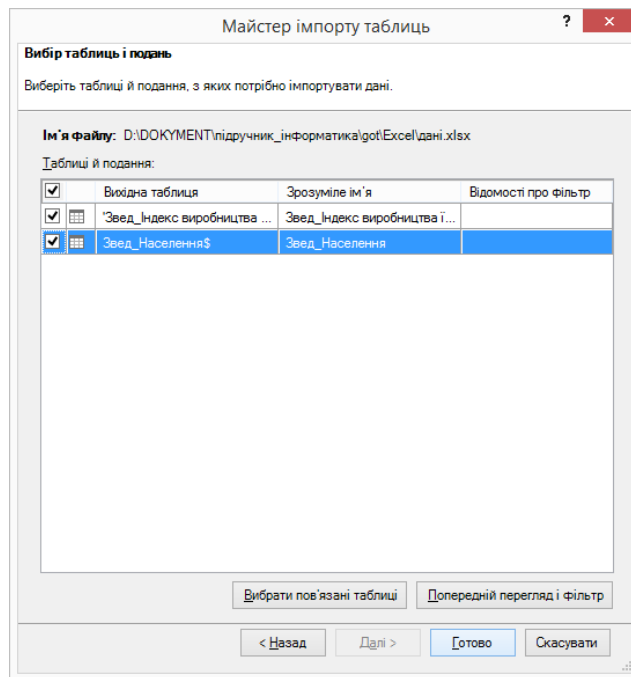 Майстер імпорту таблиць
?
×
Вибір таблиць і подань
Виберіть таблиці й подання, з яких потрібно імпортувати дані.
Ім'я файлу: D:\DOKYMENT\підручник_інформатика\got\Excel\дані.xlsx
Таблиці й подання:
Вихідна таблиця Зрозуміле ім'я Відомості про фільтр
'Звед_Індекс виробництва ... Звед_Індекс виробництва ї...
Звед_Населення$ Звед_Населення
Вибрати пов'язані таблиці Попередній перегляд і фільтр
< Назад Далі > Готово Скасувати